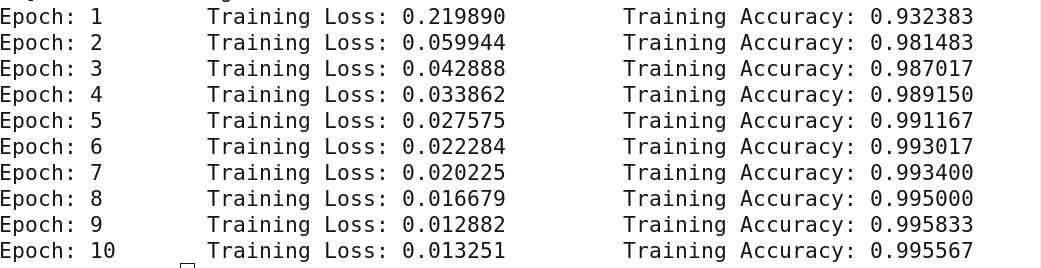 Epoch: 1 Training Loss: 0.219890 Training Accuracy: 0.932383
Epoch: 2 Training Loss: 0.059944 Training Accuracy: 0.981483
Epoch: 3 Training Loss: 0.042888 Training Accuracy: 0.987017
Epoch: 4 Training Loss: 0.033862 Training Accuracy: 0.989150
Epoch: 5 Training Loss: 0.027575 Training Accuracy: 0.991167
Epoch: 6 Training Loss: 0.022284 Training Accuracy: 0.993017
Epoch: 7 Training Loss: 0.020225 Training Accuracy: 0.993400
Epoch: 8 Training Loss: 0.016679 Training Accuracy: 0.995000
Epoch: 9 Training Loss: 0.012882 Training Accuracy: 0.995833
Epoch: 10 Training Loss: 0.013251 Training Accuracy: 0.995567